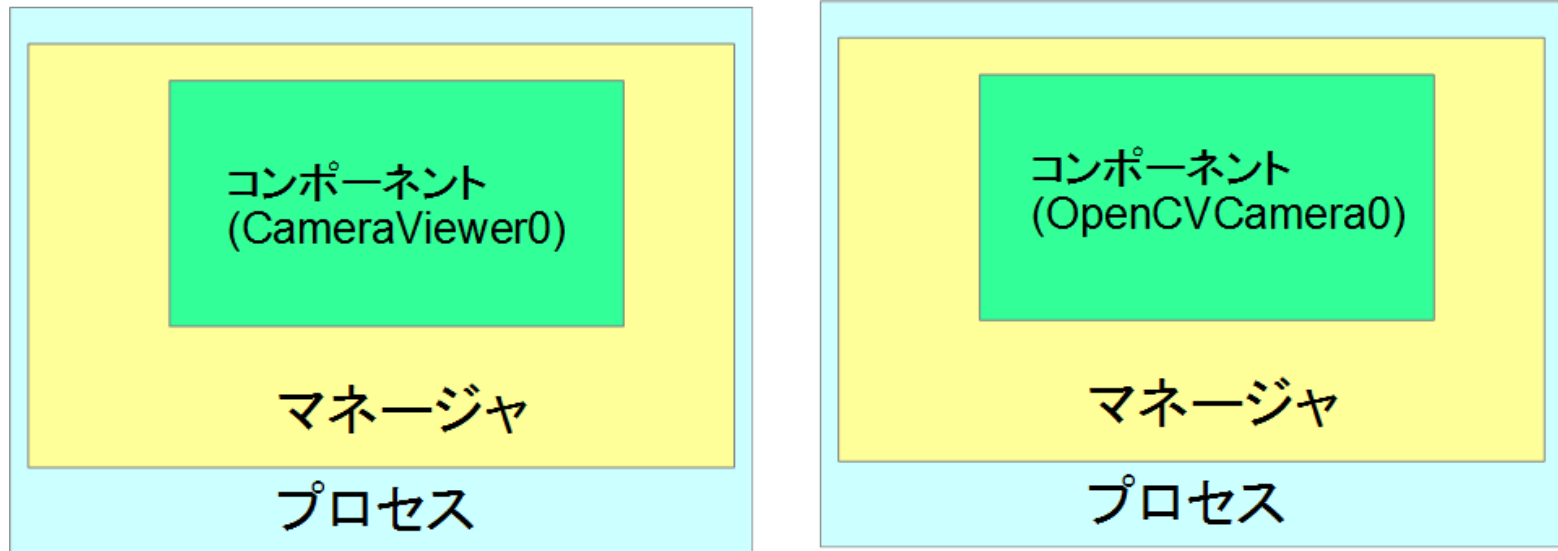 コンポーネント
(CameraViewer0)
マネージャ
プロセス
コンポーネント
(OpenCVCamera0)
マネージャ
プロセス